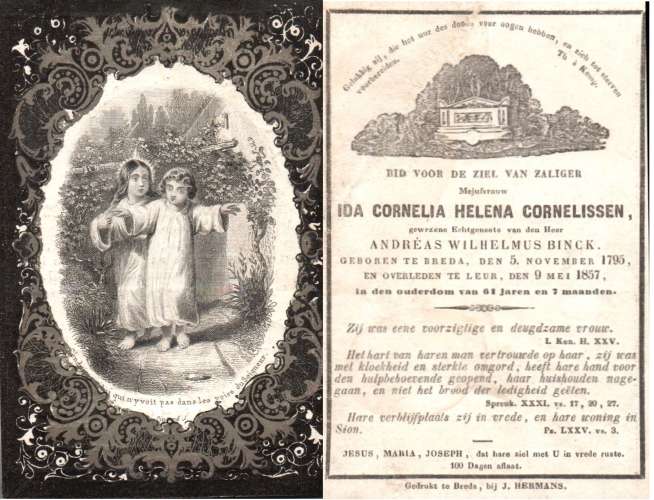 qui n'yvoit pas dans les
Gelukkig zij, die het uur des doods voor oogen hebben, en zich tot sterven
voorbereiden.
Th. à Kemp.
BID VOOR DE ZIEL VAN ZALIGER
Mejufvrouw
IDA CORNELIA HELENA CORNELISSEN,
gewezene Echtgenoote van den Heer
ANDRÉAS WILHELMUS BINCK.
GEBOREN TE BREDA, DEN 5. NOVEMBER 1795,
EN OVERLEDEN TE LEUR, DEN 9 MEI 1857,
in den ouderdom van 61 jaren en 7 maanden.
Zij was eene voorziglige en deugdzame vrouw.
I. Kon. H. XXV.
Het hart van haren man vertrouwde op haar, zij was
met kloekheid en sterkte omgord, heeft hare hand voor
den hulpbehoevende geopend, haar huishouden nage-
gaan, en niet het brood der ledigheid geëten.
Spreuk. XXXI. vs. 17, 20, 27.
Hare verblijfplaats zij in vrede, en hare woning in
Sion.
Ps. LXXV. vs. 3.
JESUS, MARIA, JOSEPH, dat hare ziel met U in vrede ruste.
100 Dagen aflaat.
Gedrukt te Breda, bij J. HERMANS.